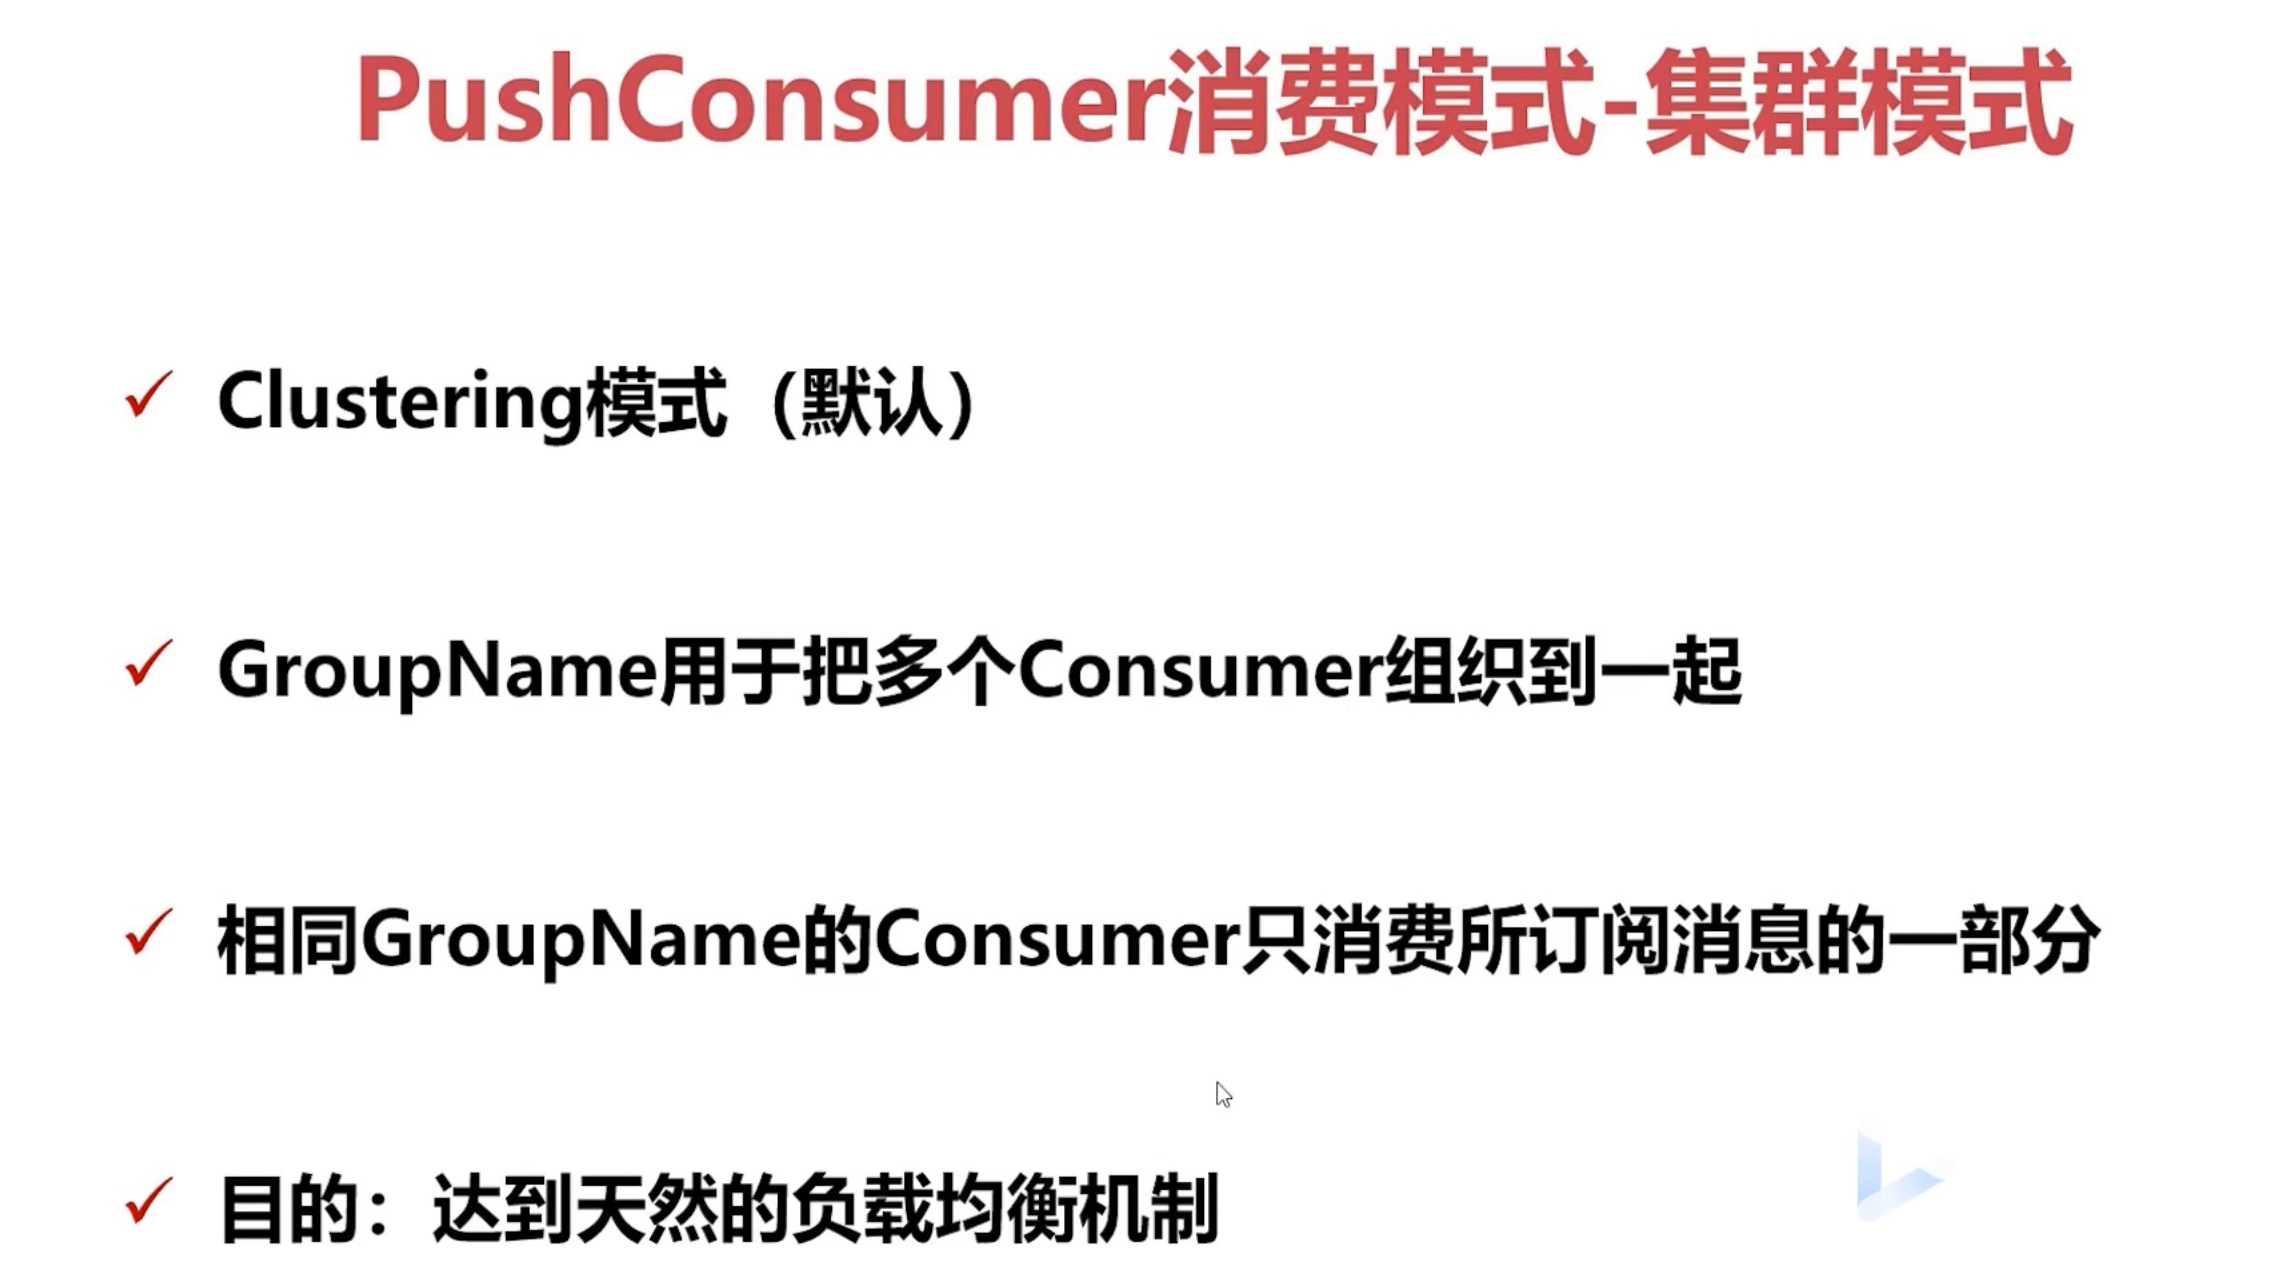 PushConsumer消费模式-集群模式
Clustering模式（默认）
GroupName用于把多个Consumer组织到一起
相同GroupName的Consumer只消费所订阅消息的一部分
目的：达到天然的负载均衡机制